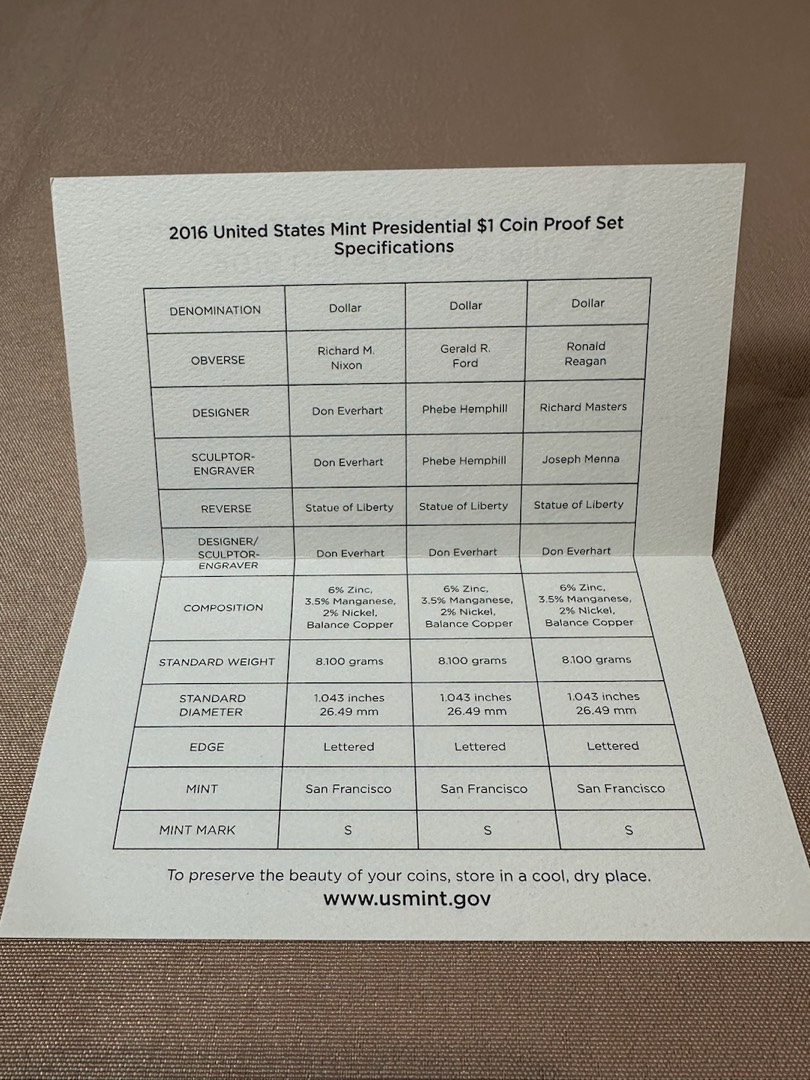 2016 United States Mint Presidential $1 Coin Proof Set
Specifications
DENOMINATION Dollar Dollar Dollar
OBVERSE Richard M. Nixon Gerald R. Ford Ronald Reagan
DESIGNER Don Everhart Phebe Hemphill Richard Masters
SCULPTOR-ENGRAVER Don Everhart Phebe Hemphill Joseph Menna
REVERSE Statue of Liberty Statue of Liberty Statue of Liberty
DESIGNER/SCULPTOR-ENGRAVER Don Everhart Don Everhart Don Everhart
COMPOSITION 6% Zinc, 3.5% Manganese, 2% Nickel, Balance Copper 6% Zinc, 3.5% Manganese, 2% Nickel, Balance Copper 6% Zinc, 3.5% Manganese, 2% Nickel, Balance Copper
STANDARD WEIGHT 8.100 grams 8.100 grams 8.100 grams
STANDARD DIAMETER 1.043 inches 26.49 mm 1.043 inches 26.49 mm 1.043 inches 26.49 mm
EDGE Lettered Lettered Lettered
MINT San Francisco San Francisco San Francisco
MINT MARK S S S
To preserve the beauty of your coins, store in a cool, dry place.
www.usmint.gov